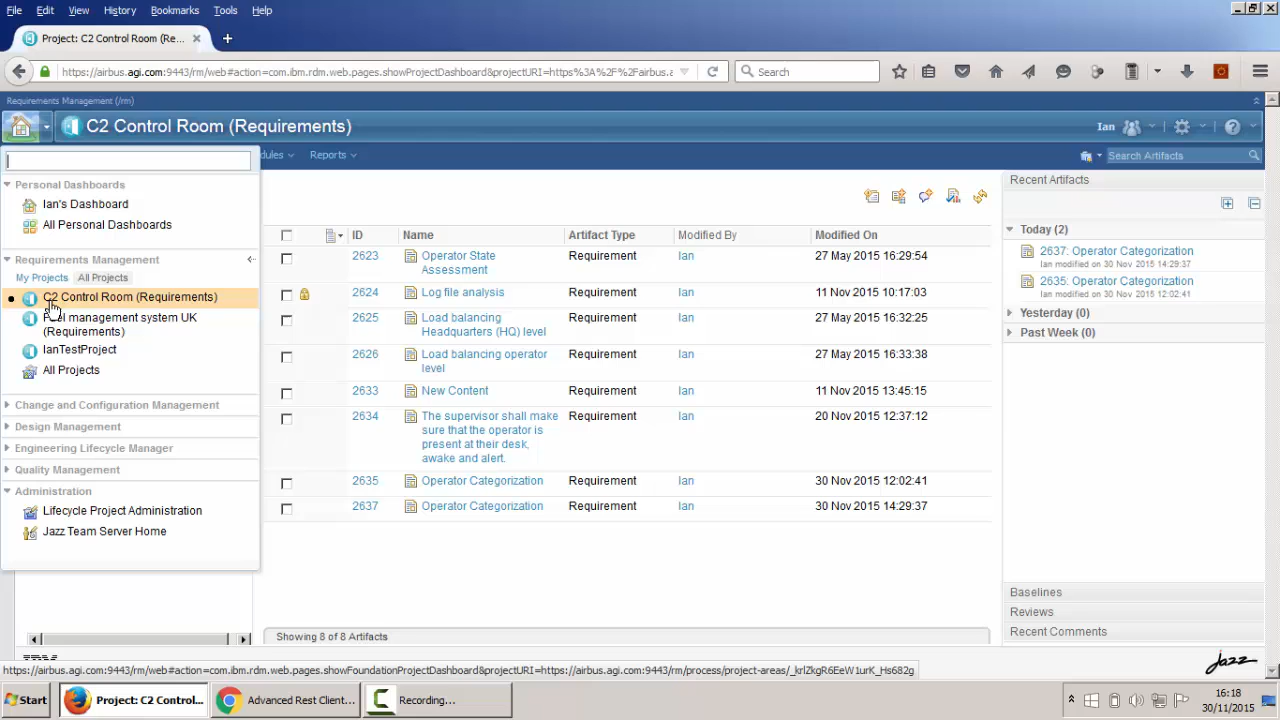 File Edit View History Bookmarks Tools Help
Project: C2 Control Room (Re...
https://airbus.agi.com:9443/rm/web#action=com.ibm.rdm.web.pages.showProjectDashboard&projectURI=https%3A%2F%2Fairbus.a
Search
Requirements Management (/rm)
C2 Control Room (Requirements)
Ian
dules Reports
Search Artifacts
Personal Dashboards
Ian's Dashboard
All Personal Dashboards
Requirements Management
My Projects All Projects
C2 Control Room (Requirements)
uel management system UK
(Requirements)
IanTestProject
All Projects
Change and Configuration Management
Design Management
Engineering Lifecycle Manager
Quality Management
Administration
Lifecycle Project Administration
Jazz Team Server Home
ID Name Artifact Type Modified By Modified On
2623 Operator State Requirement Ian 27 May 2015 16:29:54
Assessment
2624 Log file analysis Requirement Ian 11 Nov 2015 10:17:03
2625 Load balancing Requirement Ian 27 May 2015 16:32:25
Headquarters (HQ) level
2626 Load balancing operator Requirement Ian 27 May 2015 16:33:38
level
2633 New Content Requirement Ian 11 Nov 2015 13:45:15
2634 The supervisor shall make Requirement Ian 20 Nov 2015 12:37:12
sure that the operator is
present at their desk,
awake and alert.
2635 Operator Categorization Requirement Ian 30 Nov 2015 12:02:41
2637 Operator Categorization Requirement Ian 30 Nov 2015 14:29:37
Showing 8 of 8 Artifacts
Recent Artifacts
Today (2)
2637: Operator Categorization
Ian modified on 30 Nov 2015 14:29:37
2635: Operator Categorization
Ian modified on 30 Nov 2015 12:02:41
Yesterday (0)
Past Week (0)
Baselines
Reviews
Recent Comments
Jazz
https://airbus.agi.com:9443/rm/web#action=com.ibm.rdm.web.pages.showFoundationProjectDashboard&projectURI=https://airbus.agi.com:9443/rm/process/project-areas/_krlZkgR6EeW1urK_Hs682g
Start Project: C2 Control... Advanced Rest Client... Recording...
16:18
30/11/2015